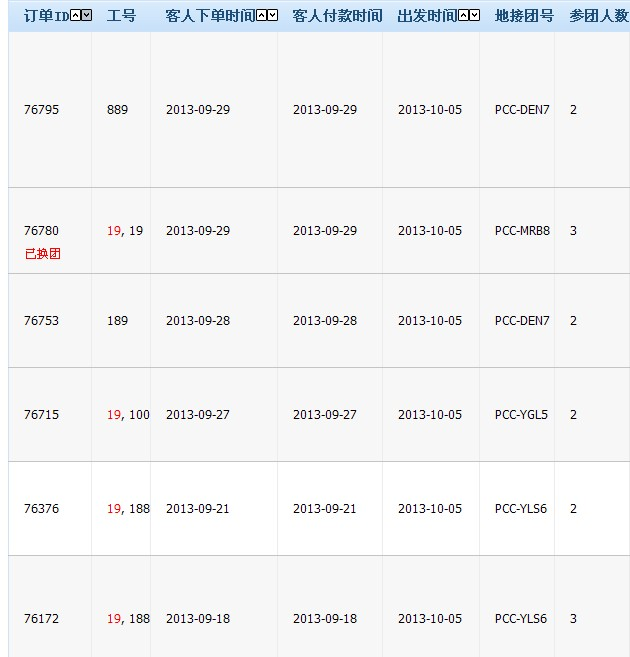 订单ID 工号 客人下单时间 客人付款时间 出发时间 地接团号 参团人数
76795 889 2013-09-29 2013-09-29 2013-10-05 PCC-DEN7 2
76780 19, 19 2013-09-29 2013-09-29 2013-10-05 PCC-MRB8 3
已换团
76753 189 2013-09-28 2013-09-28 2013-10-05 PCC-DEN7 2
76715 19, 100 2013-09-27 2013-09-27 2013-10-05 PCC-YGL5 2
76376 19, 188 2013-09-21 2013-09-21 2013-10-05 PCC-YLS6 2
76172 19, 188 2013-09-18 2013-09-18 2013-10-05 PCC-YLS6 3